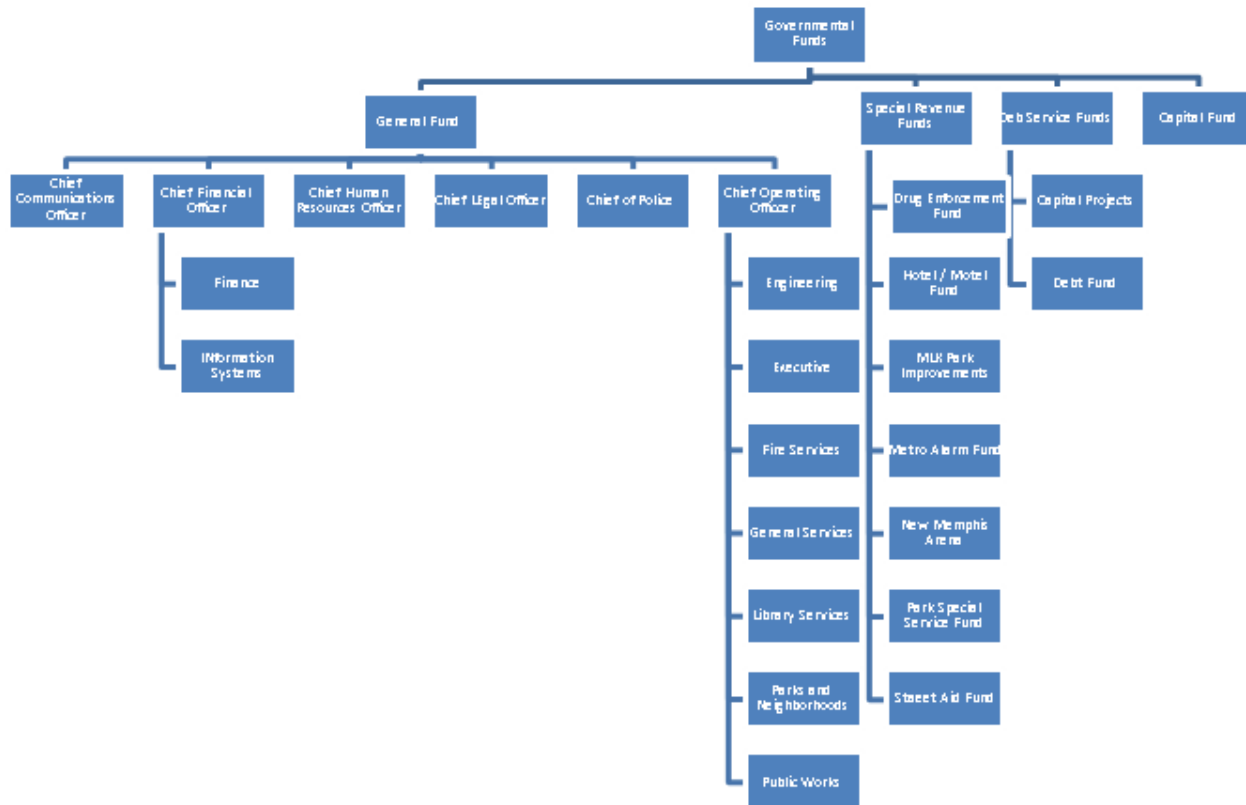 Governmental
Funds
General Fund
Special Revenue
Funds
Deb Service Funds
Capital Fund
Chief
Communications
Officer
Chief Financial
Officer
Chief Human
Resources Officer
Chief Legal Officer
Chief of Police
Chief Operating
Officcer
Drug Enforcement
Fund
Capital Projects
Finance
Engineering
Hotel / Motel
Fund
Debt Fund
INformation
Systems
Executive
MLK Park
Improvements
Fire Services
Metro Alarm Fund
General Services
New Memphis
Arena
Library Services
Park Special
Service Fund
Parks and
Neighborhoods
Staeet Aid Fund
Public Works